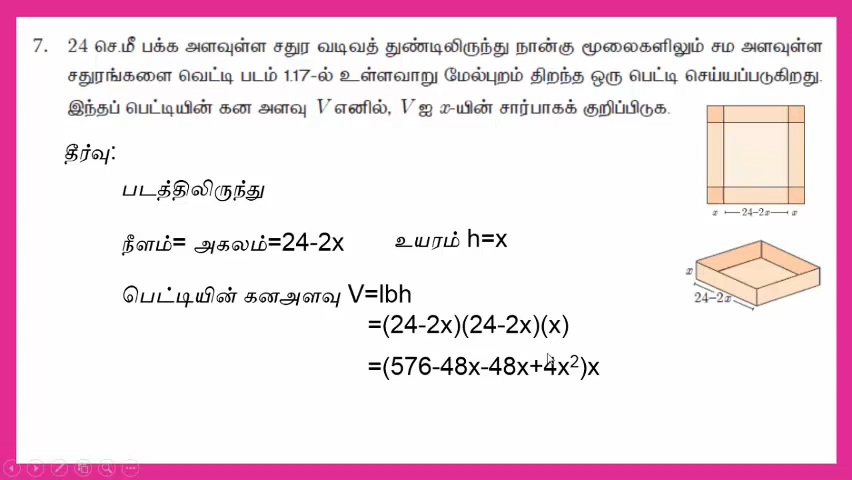 7. 24 செ.மீ பக்க அளவுள்ள சதுர வடிவத் துண்டிலிருந்து நான்கு மூலைகளிலும் சம அளவுள்ள
சதுரங்களை வெட்டி படம் 1.17-ல் உள்ளவாறு மேல்புறம் திறந்த ஒரு பெட்டி செய்யப்படுகிறது.
இந்தப் பெட்டியின் கன அளவு V எனில், V ஐ x-யின் சார்பாகக் குறிப்பிடுக.
தீர்வு:
படத்திலிருந்து
நீளம்= அகலம்=24-2x உயரம் h=x
பெட்டியின் கனஅளவு V=lbh
=(24-2x)(24-2x)(x)
=(576-48x-48x+4x²)x
x 24-2x x
x
24-2x